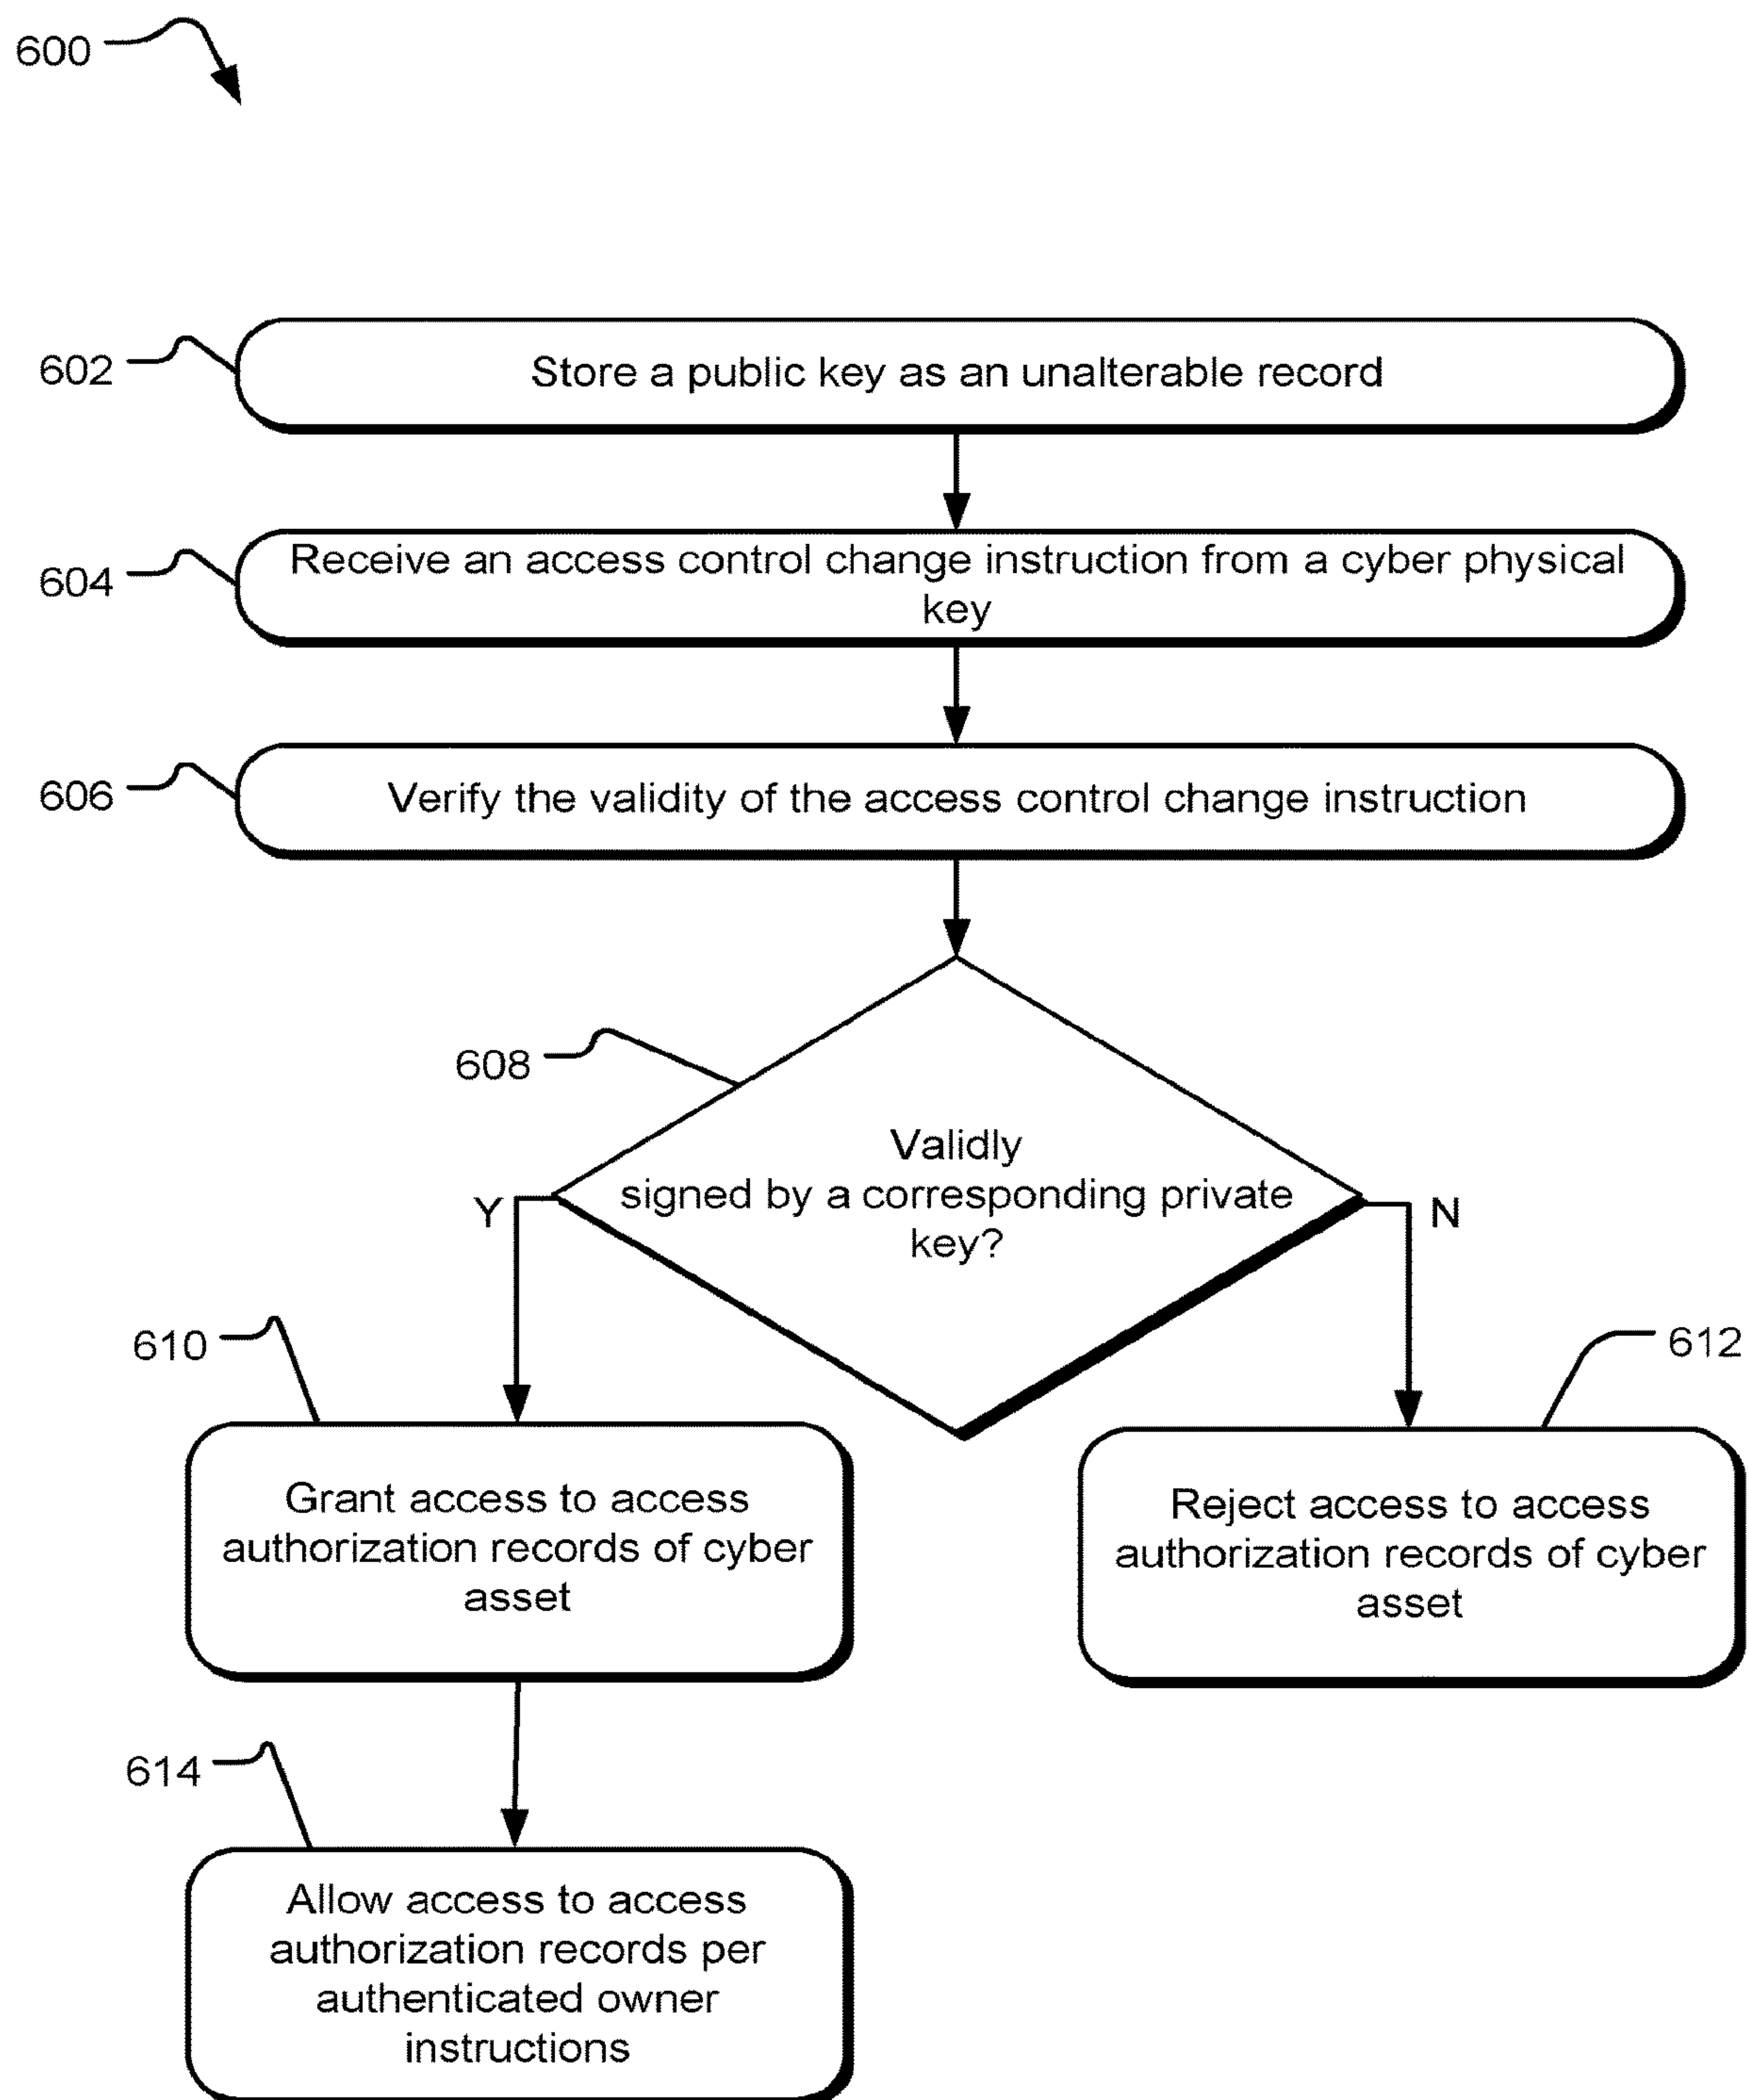 600
602
Store a public key as an unalterable record
604
Receive an access control change instruction from a cyber physical
key
606
Verify the validity of the access control change instruction
608
Validly
signed by a corresponding private
key?
Y
N
610
Grant access to access
authorization records of cyber
asset
612
Reject access to access
authorization records of cyber
asset
614
Allow access to access
authorization records per
authenticated owner
instructions